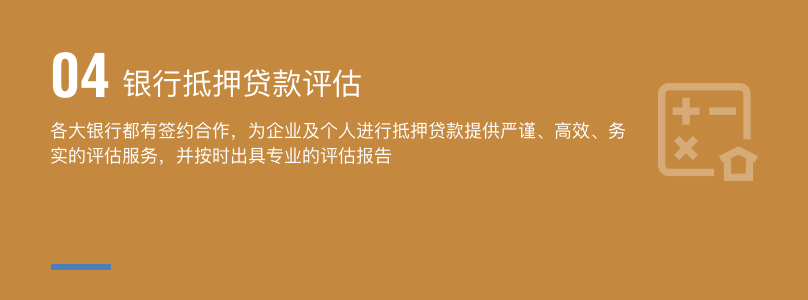 04 银行抵押贷款评估
各大银行都有签约合作，为企业及个人进行抵押贷款提供严谨、高效、务
实的评估服务，并按时出具专业的评估报告